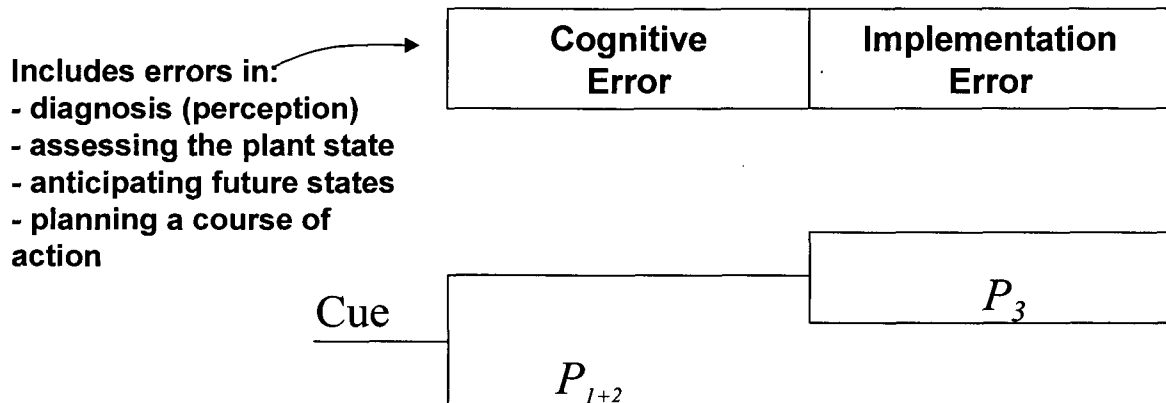 Includes errors in:
- diagnosis (perception)
- assessing the plant state
- anticipating future states
- planning a course of
action
Cognitive
Error
Implementation
Error
Cue
P3
P1+2